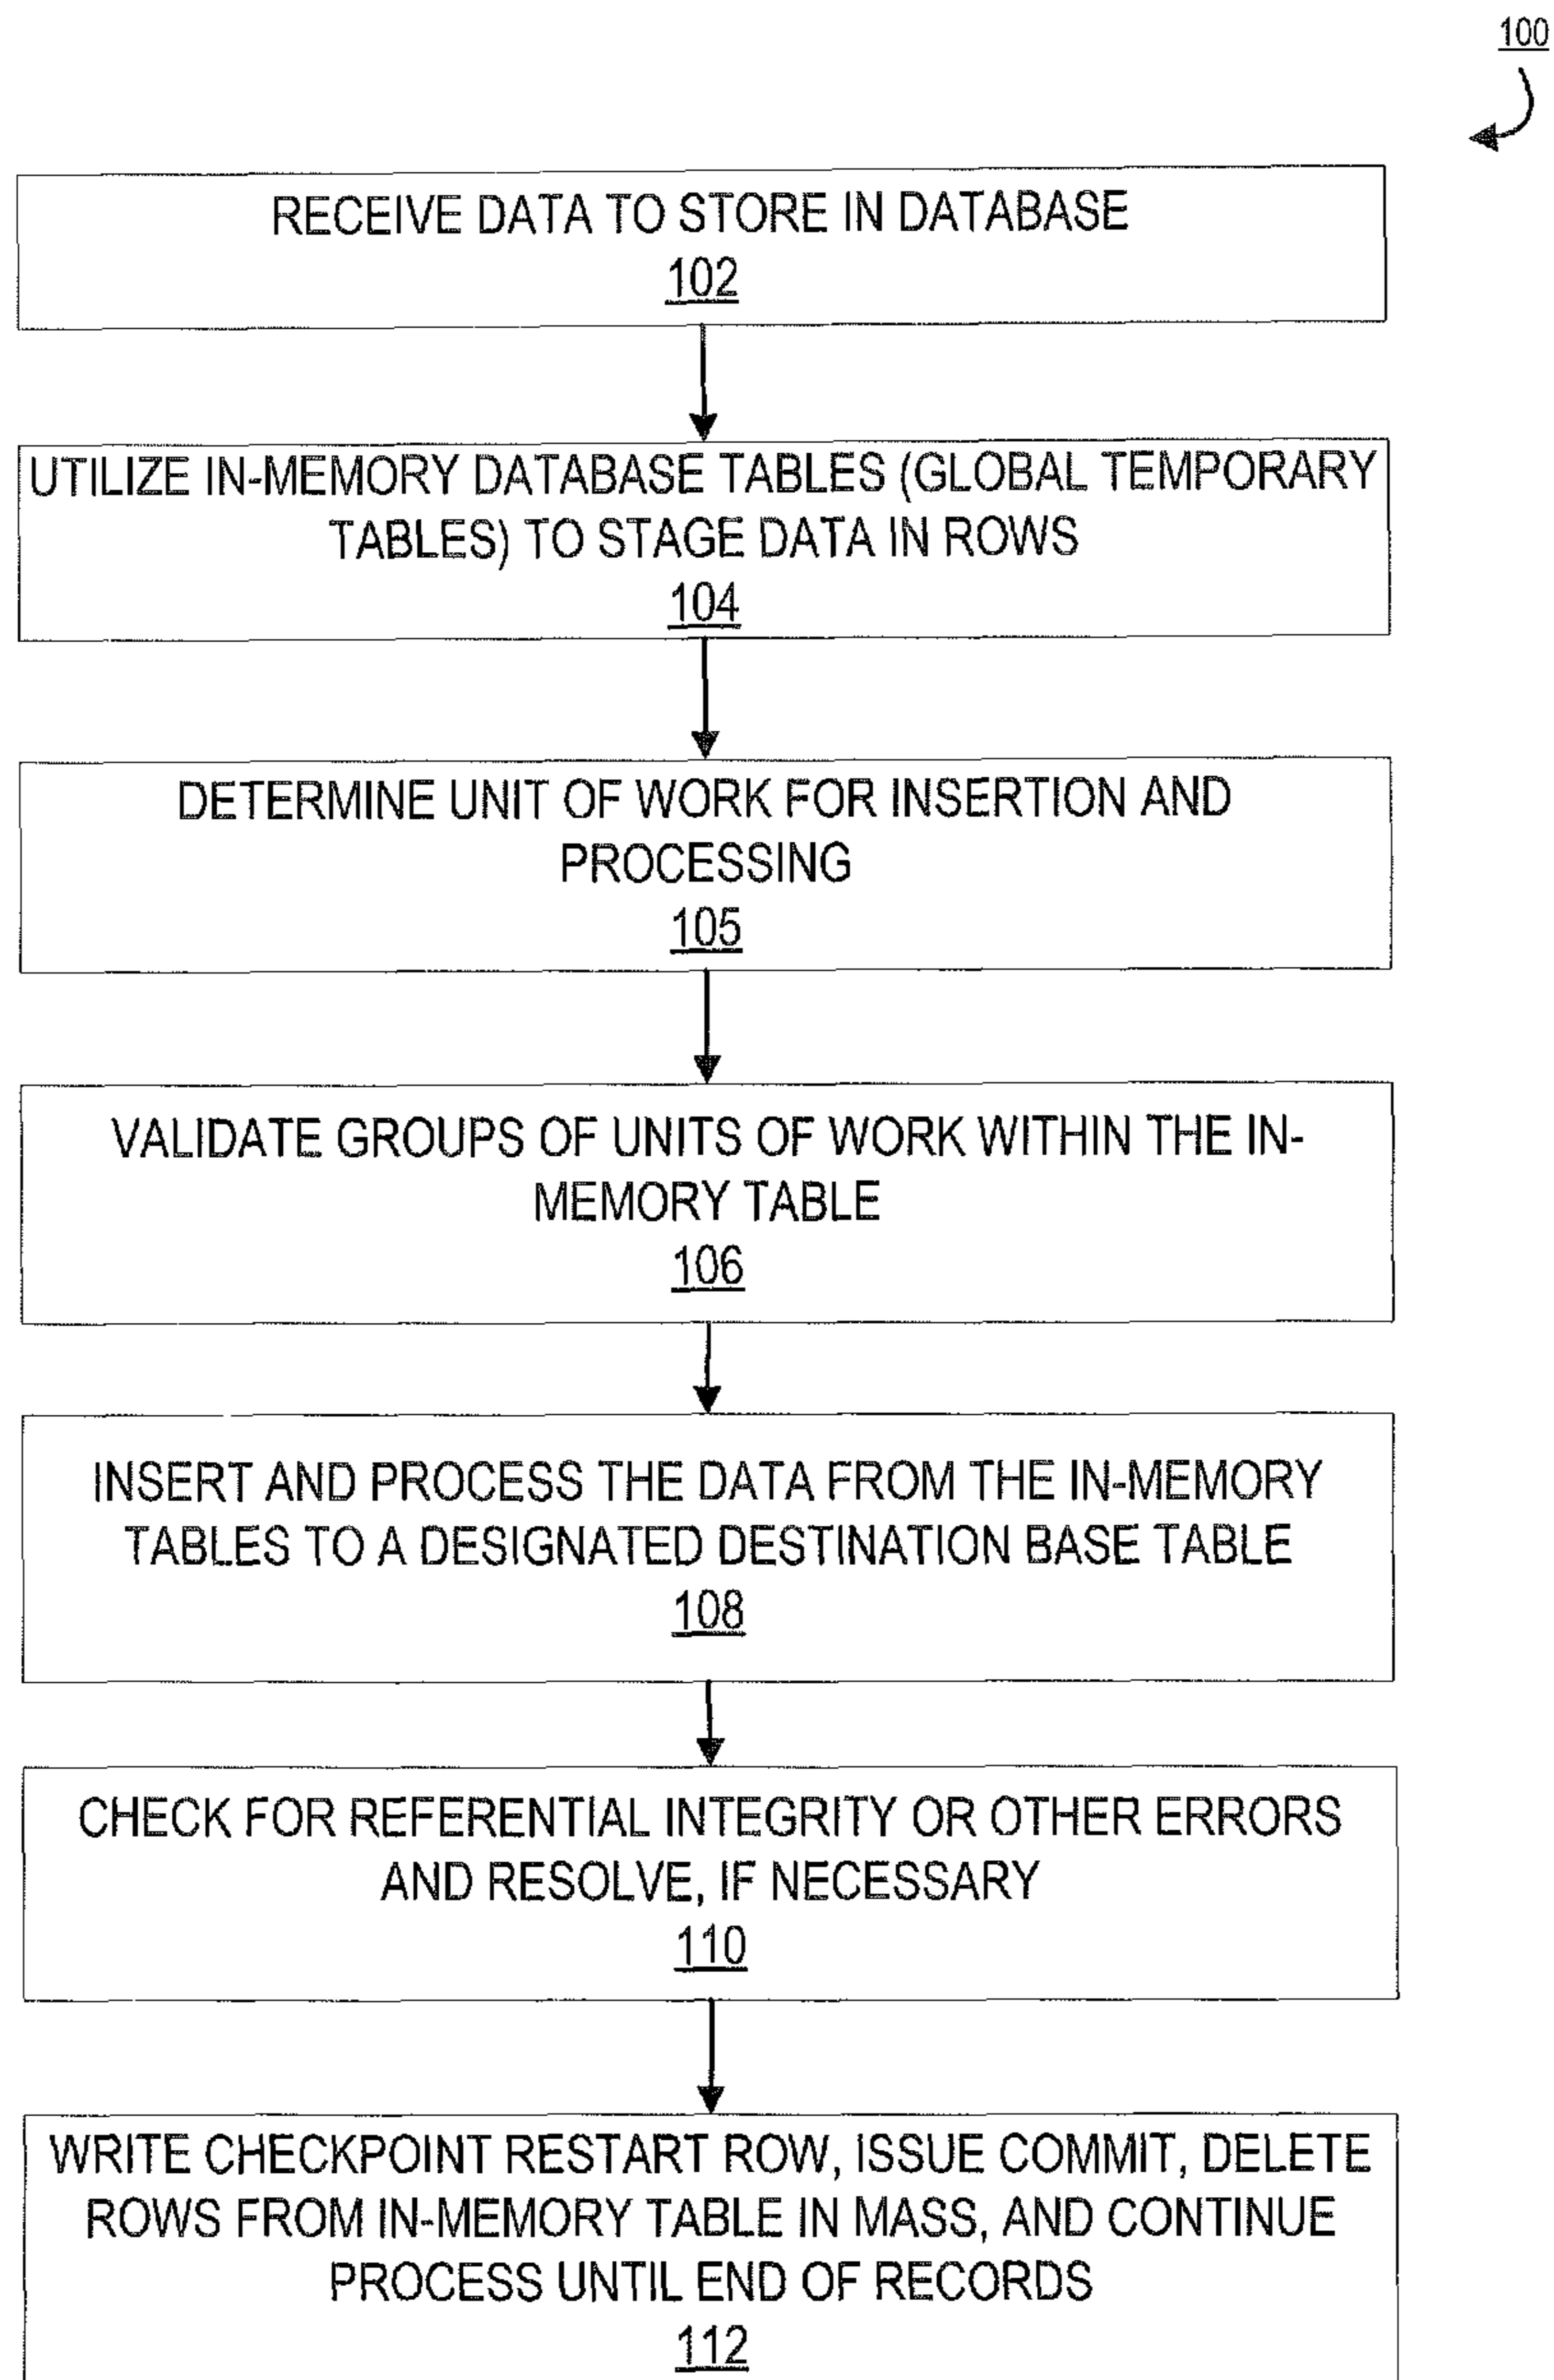 100
RECEIVE DATA TO STORE IN DATABASE
102
UTILIZE IN-MEMORY DATABASE TABLES (GLOBAL TEMPORARY
TABLES) TO STAGE DATA IN ROWS
104
DETERMINE UNIT OF WORK FOR INSERTION AND
PROCESSING
105
VALIDATE GROUPS OF UNITS OF WORK WITHIN THE IN-
MEMORY TABLE
106
INSERT AND PROCESS THE DATA FROM THE IN-MEMORY
TABLES TO A DESIGNATED DESTINATION BASE TABLE
108
CHECK FOR REFERENTIAL INTEGRITY OR OTHER ERRORS
AND RESOLVE, IF NECESSARY
110
WRITE CHECKPOINT RESTART ROW, ISSUE COMMIT, DELETE
ROWS FROM IN-MEMORY TABLE IN MASS, AND CONTINUE
PROCESS UNTIL END OF RECORDS
112